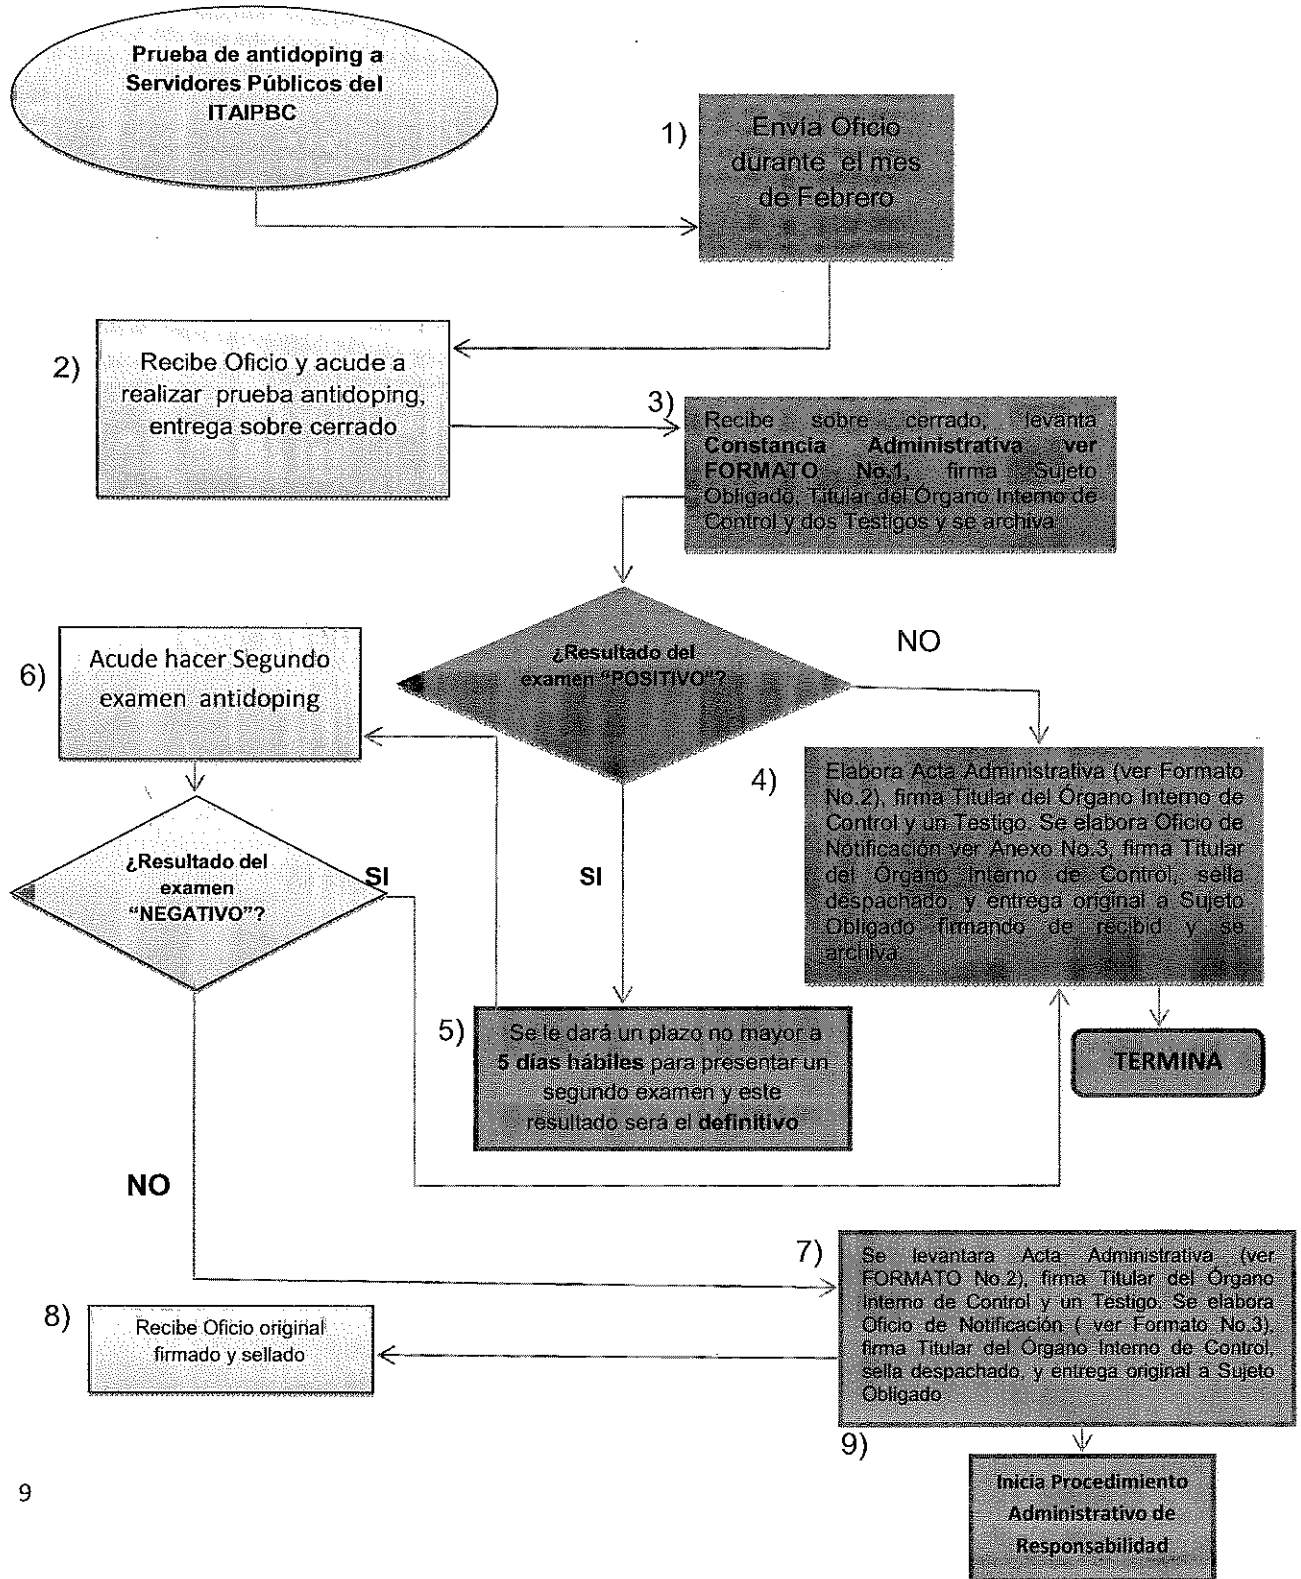 Prueba de antidoping a
Servidores Públicos del
ITAIPBC
1)
Envía Oficio
durante el mes
de Febrero
2)
Recibe Oficio y acude a
realizar prueba antidoping,
entrega sobre cerrado
3)
Recibe sobre cerrado, levanta
Constancia Administrativa ver
FORMATO No.1, firma Sujeto
Obligado, Titular del Órgano Interno de
Control y dos Testigos y se archiva
¿Resultado del
examen "POSITIVO"?
NO
SI
4)
Elabora Acta Administrativa (ver Formato
No.2), firma Titular del Órgano Interno de
Control y un Testigo. Se elabora Oficio de
Notificación ver Anexo No.3, firma Titular
del Órgano Interno de Control, sella
despachado, y entrega original a Sujeto
Obligado firmando de recibid y se
archiva.
TERMINA
5)
Se le dará un plazo no mayor a
5 días hábiles para presentar un
segundo examen y este
resultado será el definitivo
6)
Acude hacer Segundo
examen antidoping
¿Resultado del
examen
"NEGATIVO"?
SI
NO
7)
Se levantara Acta Administrativa (ver
FORMATO No.2), firma Titular del Órgano
Interno de Control y un Testigo. Se elabora
Oficio de Notificación ( ver Formato No.3),
firma Titular del Órgano Interno de Control,
sella despachado, y entrega original a Sujeto
Obligado
8)
Recibe Oficio original
firmado y sellado
9)
Inicia Procedimiento
Administrativo de
Responsabilidad
9